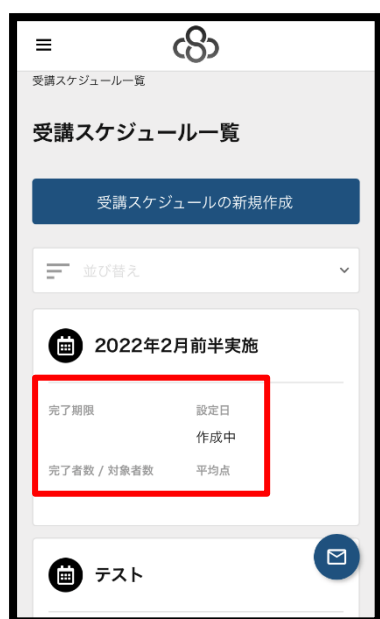 受講スケジュール一覧
受講スケジュール一覧
受講スケジュールの新規作成
並び替え
2022年2月前半実施
完了期限 設定日
作成中
完了者数 / 対象者数 平均点
テスト